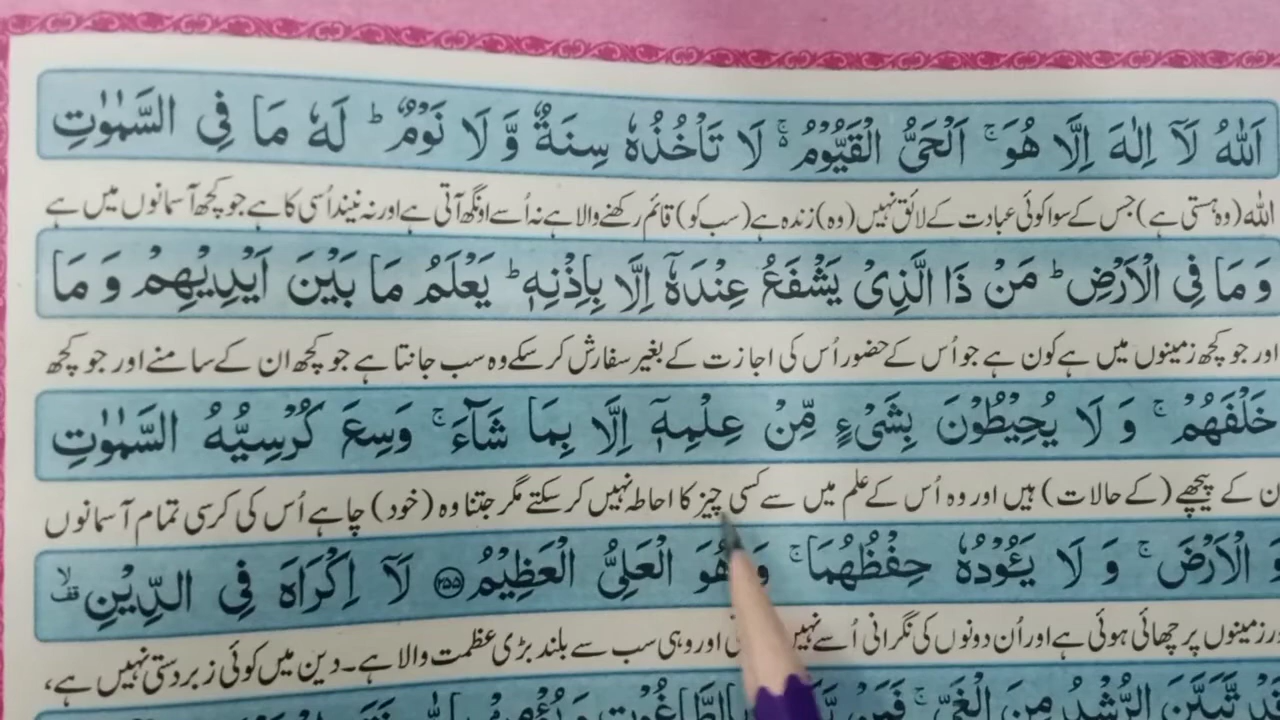 اَللّٰهُ لَاۤ اِلٰهَ اِلَّا هُوَ ۚ اَلْحَیُّ الْقَیُّوْمُ ۚ۬ لَا تَاْخُذُهٗ سِنَةٌ وَّ لَا نَوْمٌ ؕ لَهٗ مَا فِی السَّمٰوٰتِ
اللہ (وہ ہستی ہے) جس کے سوا کوئی عبادت کے لائق نہیں (وہ) زندہ ہے (سب کو) قائم رکھنے والا ہے نہ اُسے اونگھ آتی ہے اور نہ نیند اُسی کا ہے جو کچھ آسمانوں میں ہے
وَ مَا فِی الْاَرْضِ ؕ مَنْ ذَا الَّذِیْ یَشْفَعُ عِنْدَهٗۤ اِلَّا بِاِذْنِهٖ ؕ یَعْلَمُ مَا بَیْنَ اَیْدِیْهِمْ وَ مَا
اور جو کچھ زمینوں میں ہے کون ہے جو اُس کے حضور اُس کی اجازت کے بغیر سفارش کر سکے وہ سب جانتا ہے جو کچھ ان کے سامنے اور جو کچھ
خَلْفَهُمْ ۚ وَ لَا یُحِیْطُوْنَ بِشَیْءٍ مِّنْ عِلْمِهٖۤ اِلَّا بِمَا شَآءَ ۚ وَسِعَ كُرْسِیُّهُ السَّمٰوٰتِ
ان کے پیچھے (کے حالات) ہیں اور وہ اُس کے علم میں سے کسی چیز کا احاطہ نہیں کر سکتے مگر جتنا وہ (خود) چاہے اُس کی کرسی تمام آسمانوں
وَ الْاَرْضَ ۚ وَ لَا یَـُٔوْدُهٗ حِفْظُهُمَا ۚ وَ هُوَ الْعَلِیُّ الْعَظِیْمُ ﴿۲۵۵﴾ لَاۤ اِكْرَاهَ فِی الدِّیْنِ ۙ۫
زمینوں پر چھائی ہوئی ہے اور اُن دونوں کی نگرانی اُسے نہیں اور وہی سب سے بلند بڑی عظمت والا ہے۔ دین میں کوئی زبردستی نہیں ہے،
تَّبَیَّنَ الرُّشْدُ مِنَ الْغَیِّ ۚ فَمَنْ بِالطَّاغُوْتِ